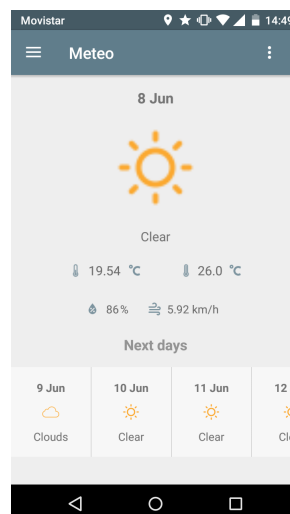 Movistar 14:49
Meteo
8 Jun
Clear
19.54 °C 26.0 °C
86% 5.92 km/h
Next days
9 Jun 10 Jun 11 Jun 12
Clouds Clear Clear Cl